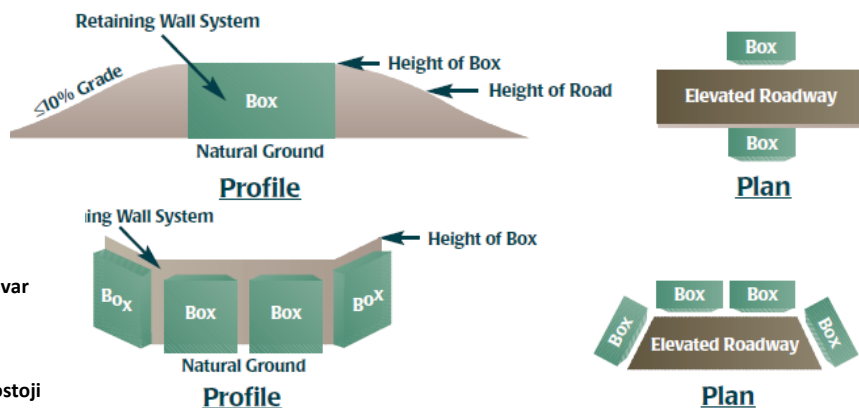 Retaining Wall System
Height of Box
≤10% Grade
Box
Height of Road
Natural Ground
Profile
Box
Elevated Roadway
Box
Plan
ing Wall System
Height of Box
var
Box
Box
Box
Box
Natural Ground
ostoji
Profile
Box
Box
Box
Box
Elevated Roadway
Plan